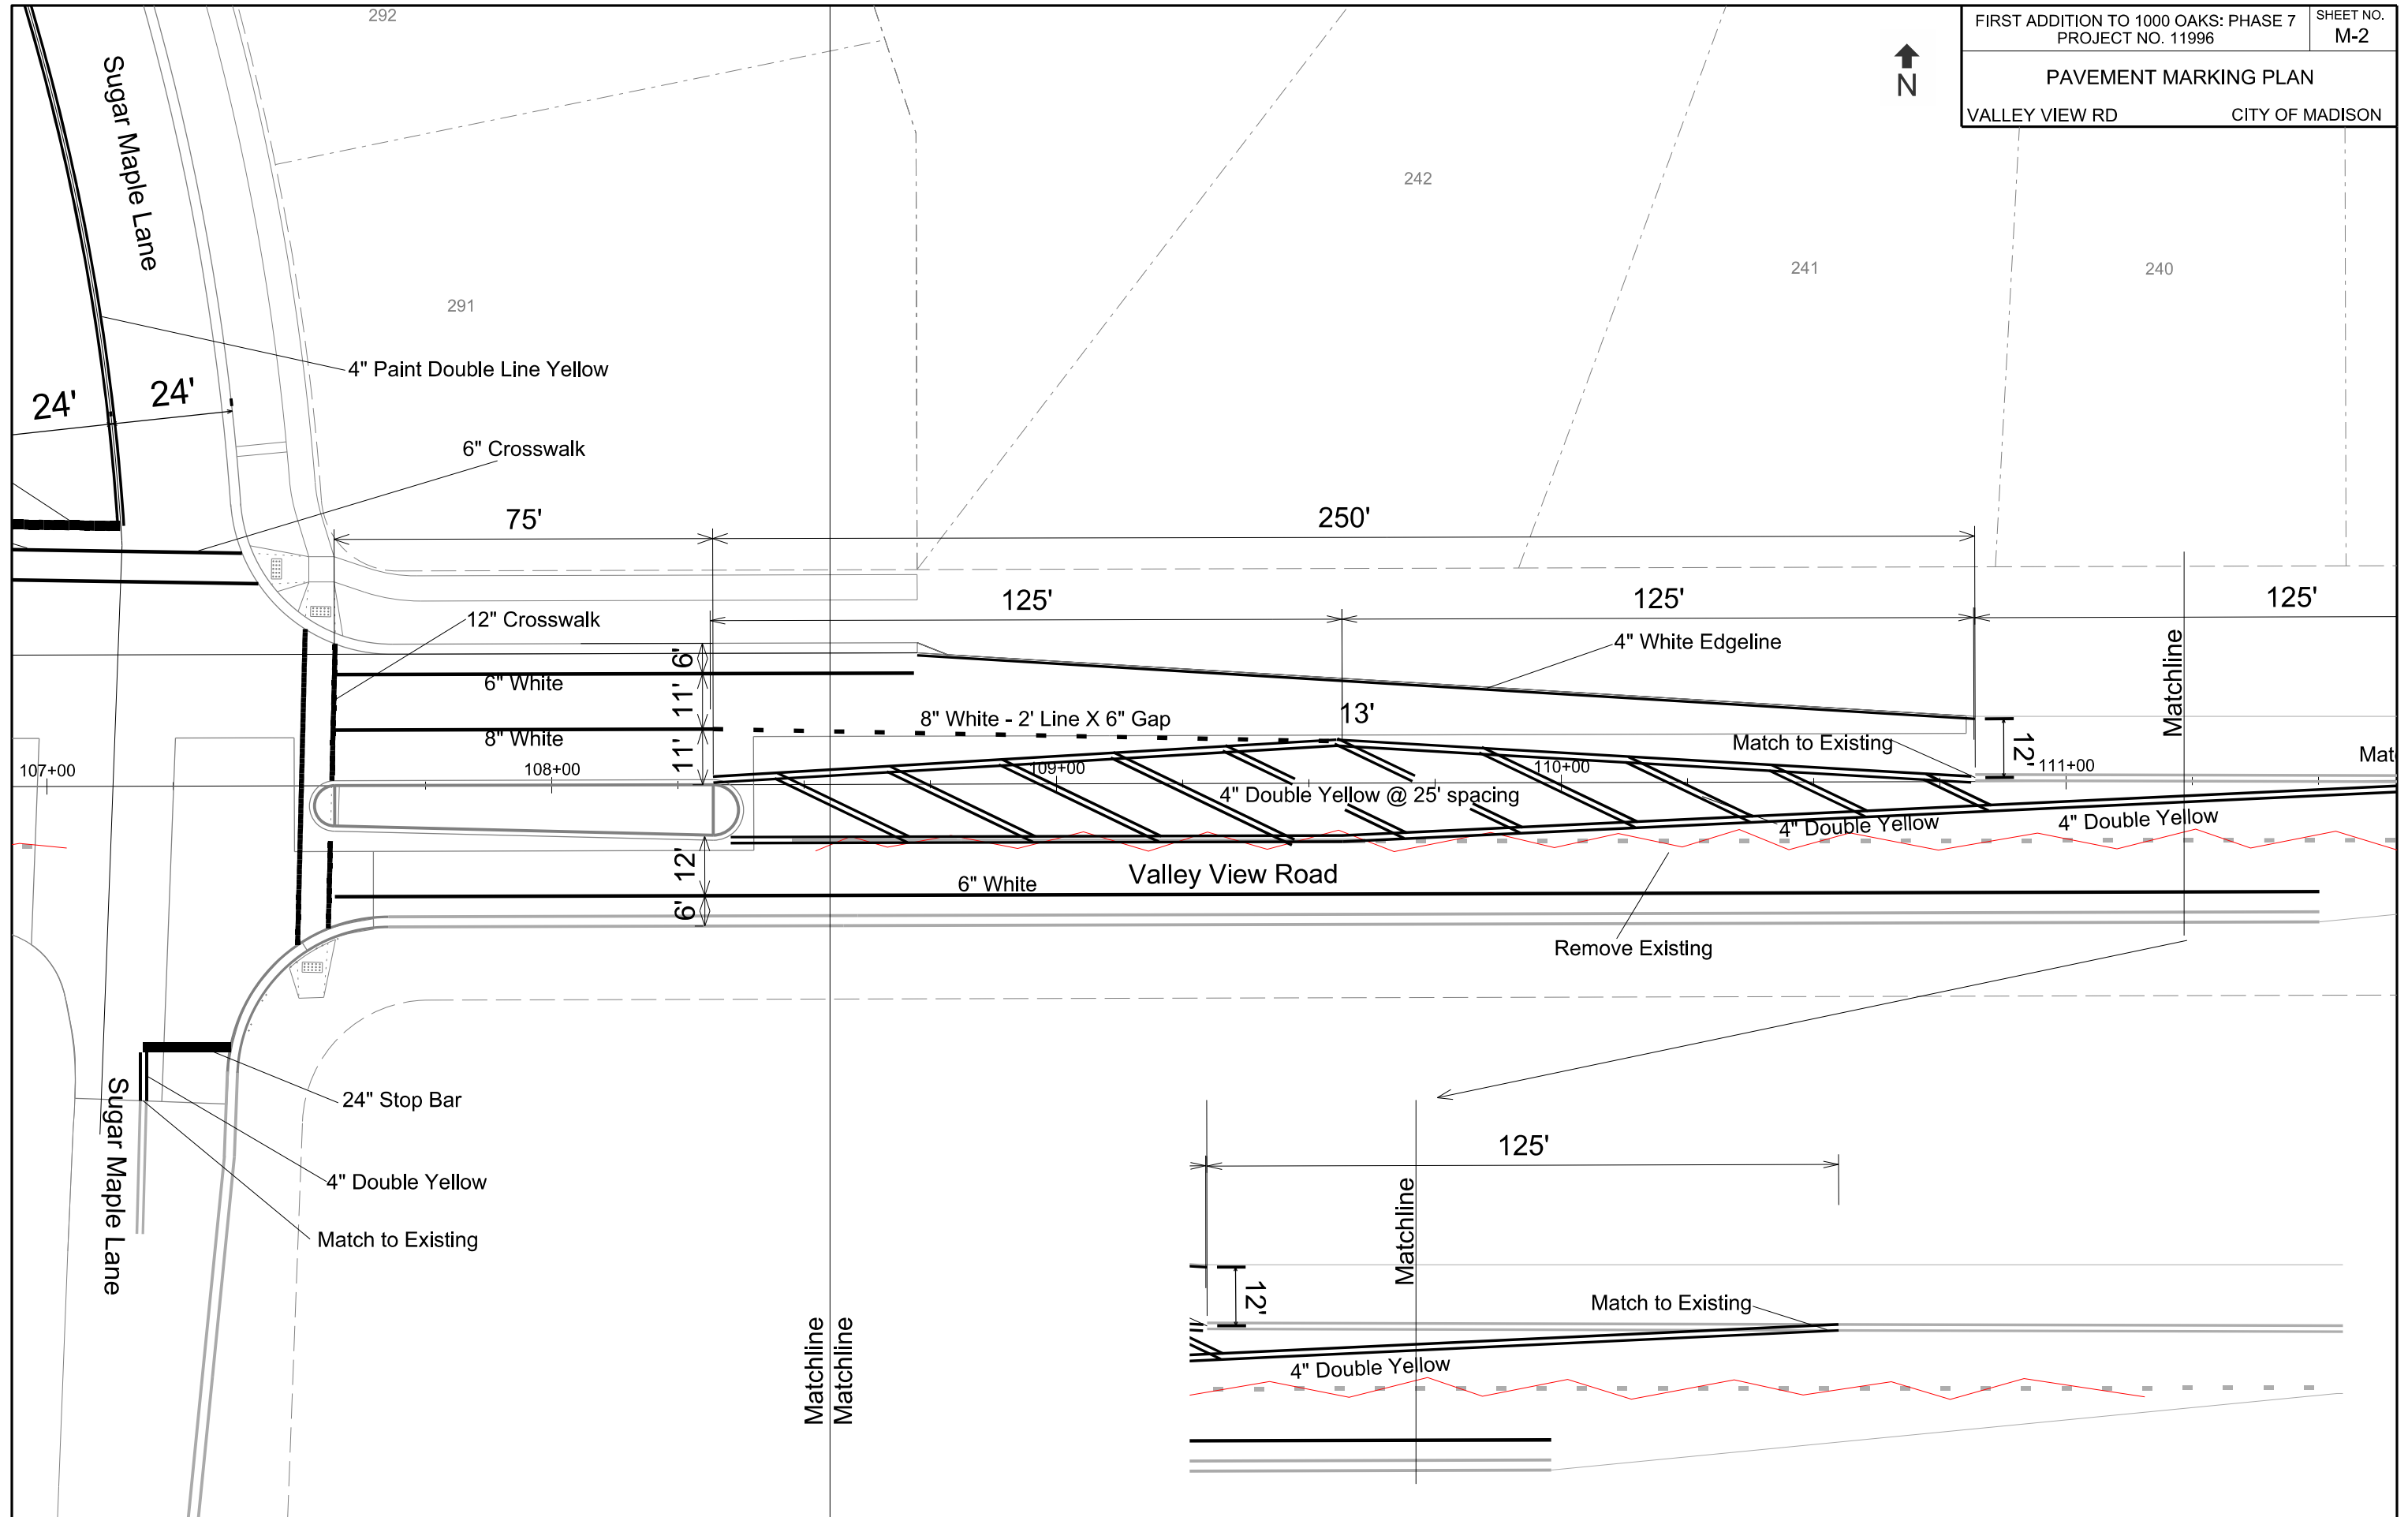 292
FIRST ADDITION TO 1000 OAKS: PHASE 7
PROJECT NO. 11996
SHEET NO.
M-2
PAVEMENT MARKING PLAN
VALLEY VIEW RD
CITY OF MADISON
N
Sugar Maple Lane
242
241
240
291
4" Paint Double Line Yellow
24'
24'
6" Crosswalk
75'
250'
125'
125'
125'
12" Crosswalk
4" White Edgeline
Matchline
6'
6" White
11'
8" White - 2' Line X 6" Gap
13'
8" White
11'
Match to Existing
12'
Mat
107+00
108+00
109+00
110+00
111+00
4" Double Yellow @ 25' spacing
4" Double Yellow
4" Double Yellow
12'
Valley View Road
6" White
6'
Remove Existing
24" Stop Bar
Sugar Maple Lane
4" Double Yellow
Match to Existing
125'
Matchline
12'
Match to Existing
4" Double Yellow
Matchline
Matchline